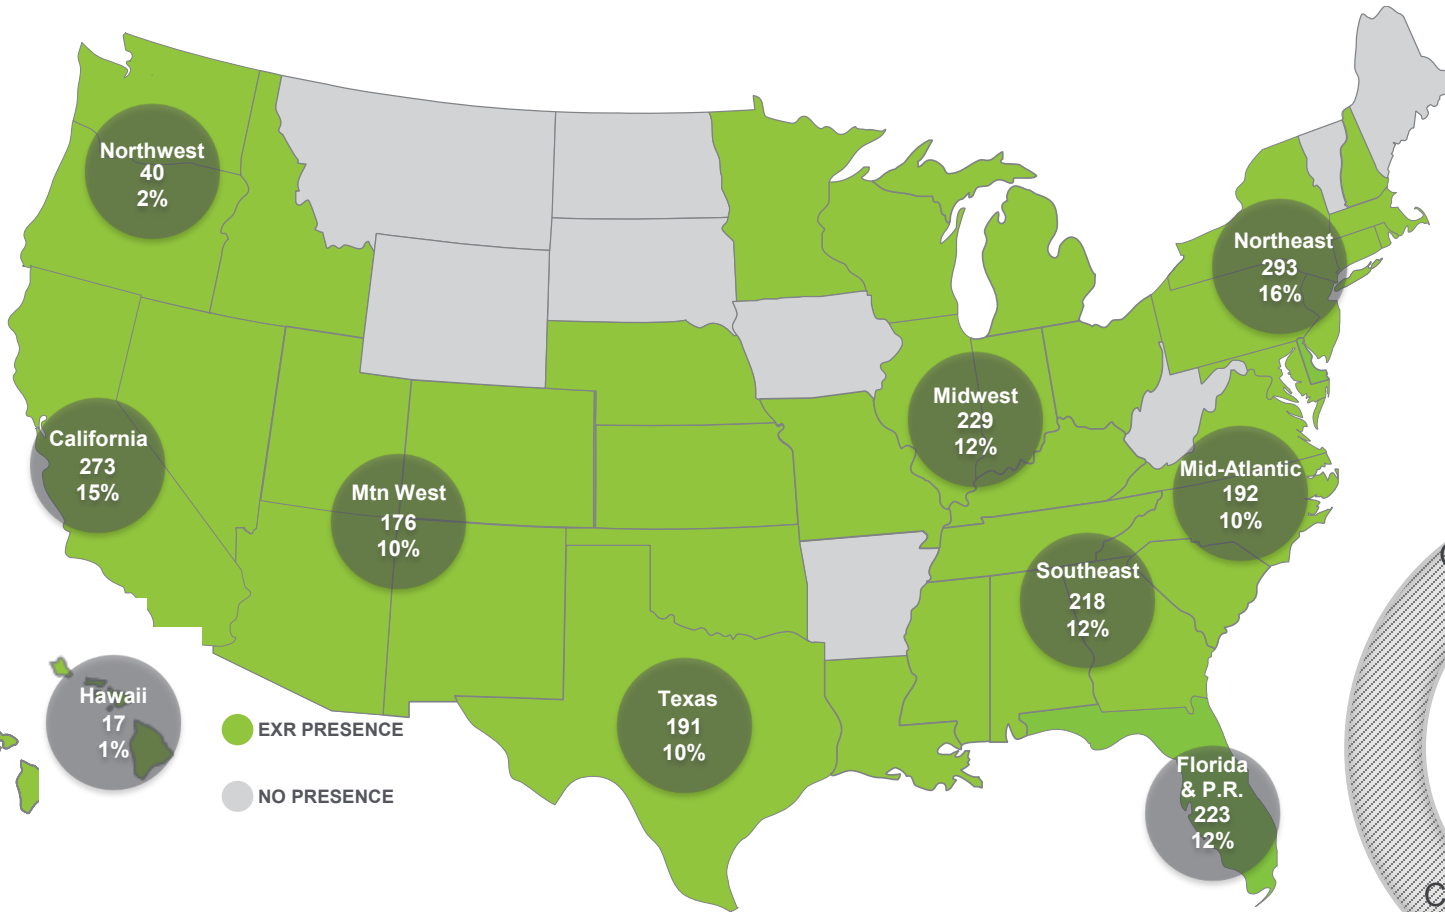 Northwest
40
2%
Northeast
293
16%
Midwest
229
12%
California
273
15%
Mtn West
176
10%
Mid-Atlantic
192
10%
Southeast
218
12%
Hawaii
17
1%
Texas
191
10%
Florida
& P.R.
223
12%
EXR PRESENCE
NO PRESENCE